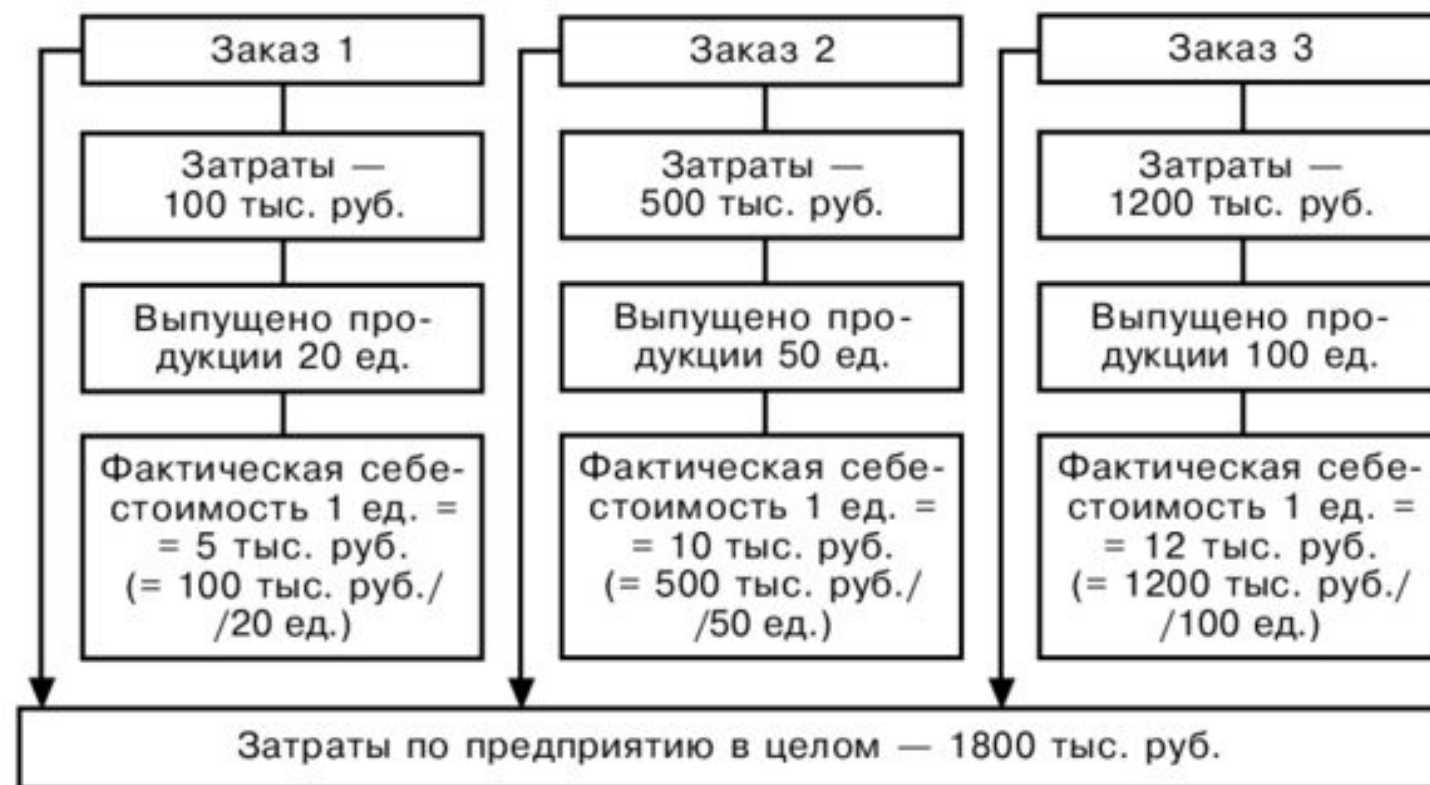 Заказ 1
Затраты —
100 тыс. руб.
Выпущено про-
дукции 20 ед.
Фактическая себе-
стоимость 1 ед. =
= 5 тыс. руб.
(= 100 тыс. руб./
/20 ед.)
Заказ 2
Затраты —
500 тыс. руб.
Выпущено про-
дукции 50 ед.
Фактическая себе-
стоимость 1 ед. =
= 10 тыс. руб.
(= 500 тыс. руб./
/50 ед.)
Заказ 3
Затраты —
1200 тыс. руб.
Выпущено про-
дукции 100 ед.
Фактическая себе-
стоимость 1 ед. =
= 12 тыс. руб.
(= 1200 тыс. руб./
/100 ед.)
Затраты по предприятию в целом — 1800 тыс. руб.